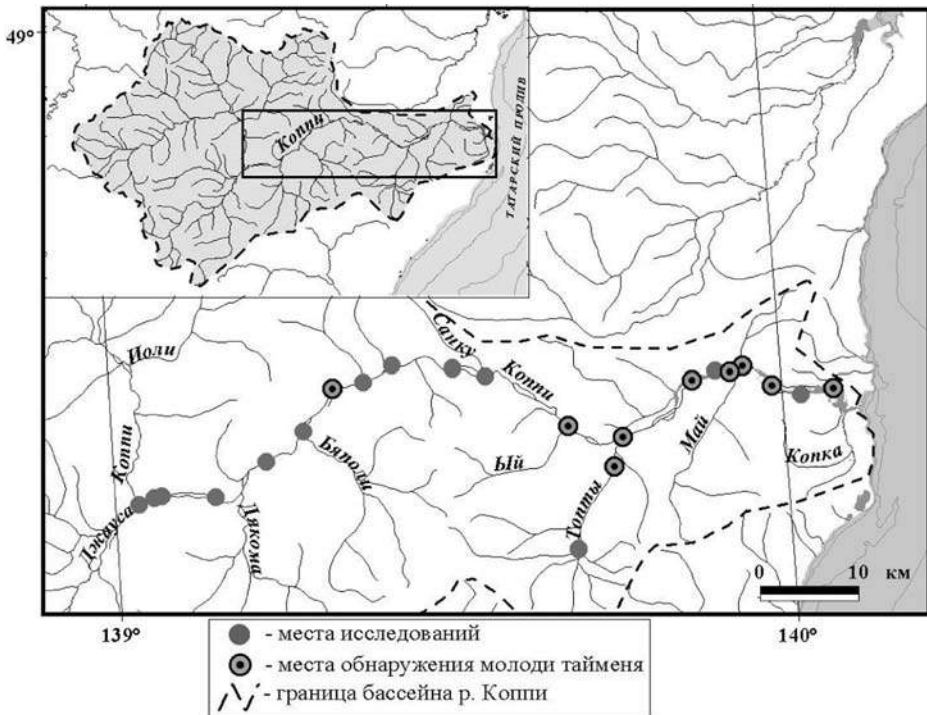 49°
Коппи
ТАТАРСКИЙ ПРОЛИВ
Иоли
Санку
Коппи
Коппи
Май
Бяполи
Ый
Копка
Джауса
Дякома
Топты
0 10 км
139°
140°
- места исследований
- места обнаружения молоди тайменя
- граница бассейна р. Коппи